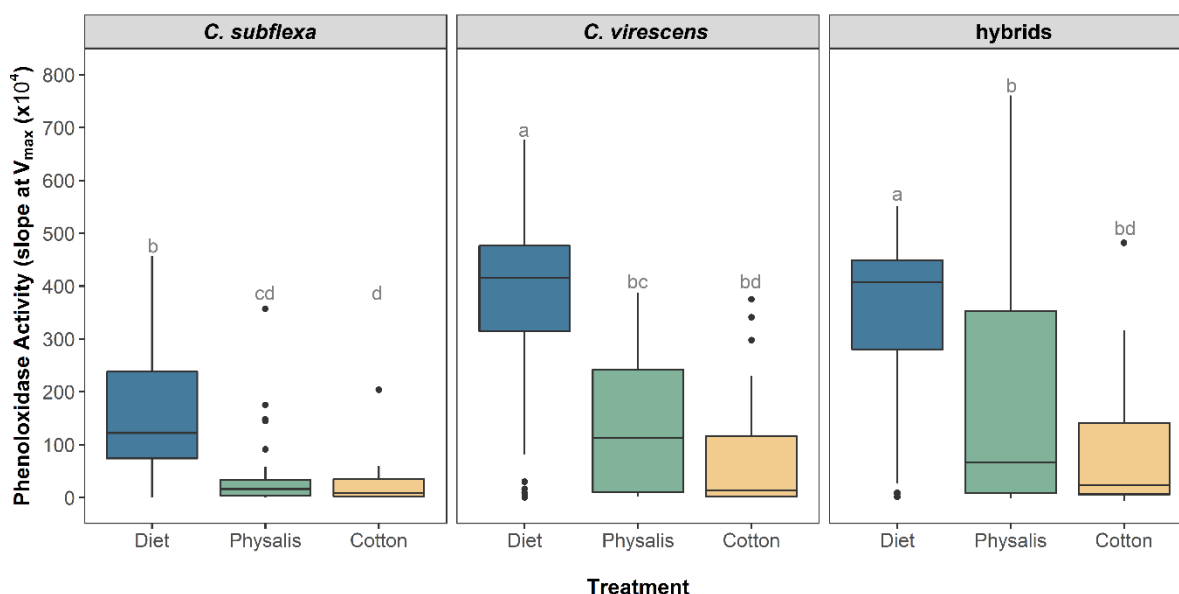 C. subflexa
C. virescens
hybrids
Phenoloxidase Activity (slope at Vmax (x10⁴)
800
700
600
500
400
300
200
100
0
b
cd
d
a
bc
bd
a
b
bd
Diet
Physalis
Cotton
Diet
Physalis
Cotton
Diet
Physalis
Cotton
Treatment